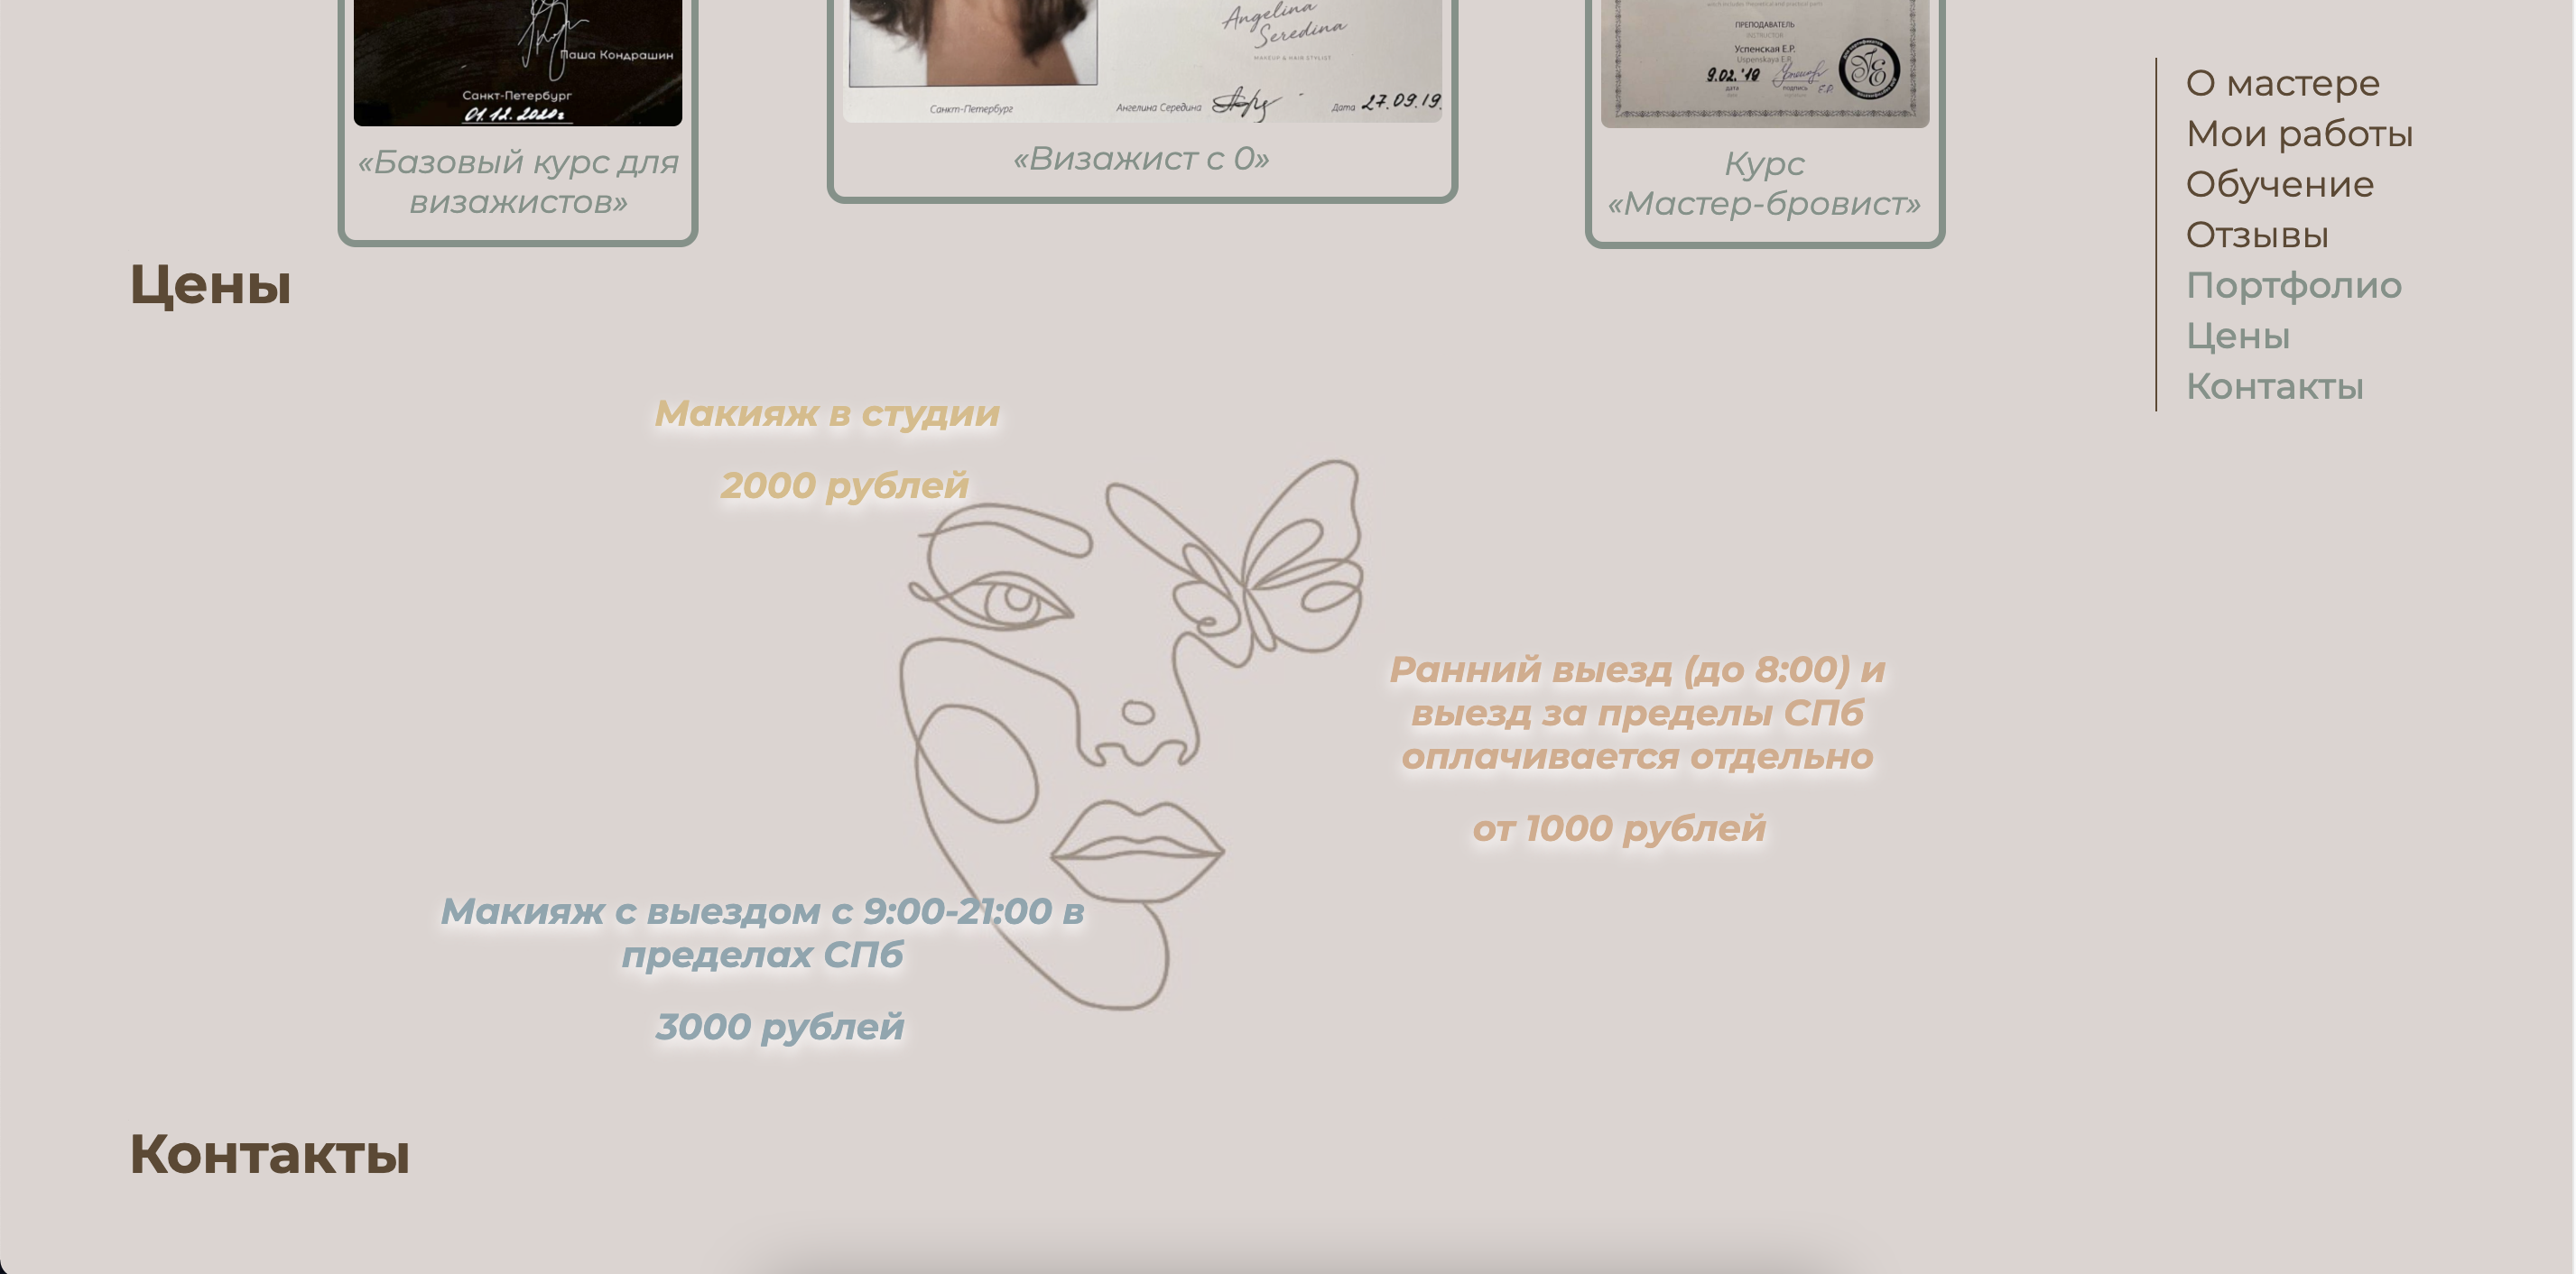 Паша Кондрашин
Санкт-Петербург
01.12.2020г
«Базовый курс для
визажистов»
Angelina
Seredina
MAKEUP & HAIR STYLIST
Санкт-Петербург
Ангелина Середина
Дата 27.09.19.
«Визажист с 0»
ПРЕПОДАВАТЕЛЬ
INSTRUCTOR
Успенская Е.Р.
Uspenskaya E.R.
9.02.'18
дата
подпись
Курс
«Мастер-бровист»
О мастере
Мои работы
Обучение
Отзывы
Портфолио
Цены
Контакты
Цены
Макияж в студии
2000 рублей
Ранний выезд (до 8:00) и
выезд за пределы СПб
оплачивается отдельно
от 1000 рублей
Макияж с выездом с 9:00-21:00 в
пределах СПб
3000 рублей
Контакты